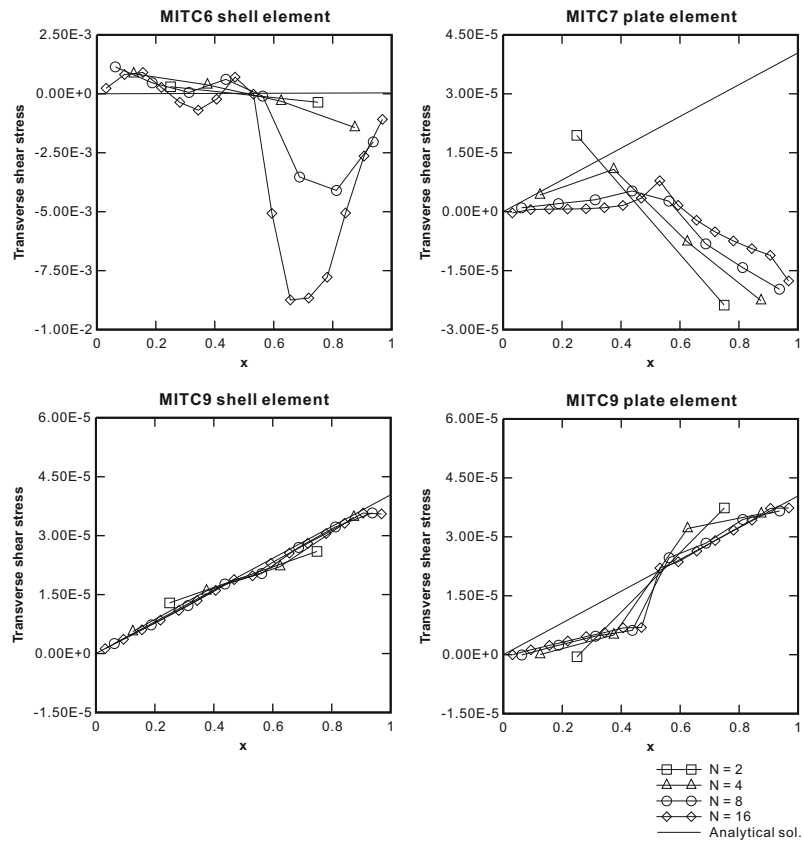 MITC6 shell element
2.50E-3
0.00E+0
-2.50E-3
-5.00E-3
-7.50E-3
-1.00E-2
Transverse shear stress
0
0.2
0.4
0.6
0.8
1
x
MITC7 plate element
4.50E-5
3.00E-5
1.50E-5
0.00E+0
-1.50E-5
-3.00E-5
Transverse shear stress
0
0.2
0.4
0.6
0.8
1
x
MITC9 shell element
6.00E-5
4.50E-5
3.00E-5
1.50E-5
0.00E+0
-1.50E-5
Transverse shear stress
0
0.2
0.4
0.6
0.8
1
x
MITC9 plate element
6.00E-5
4.50E-5
3.00E-5
1.50E-5
0.00E+0
-1.50E-5
Transverse shear stress
0
0.2
0.4
0.6
0.8
1
x
N = 2
N = 4
N = 8
N = 16
Analytical sol.